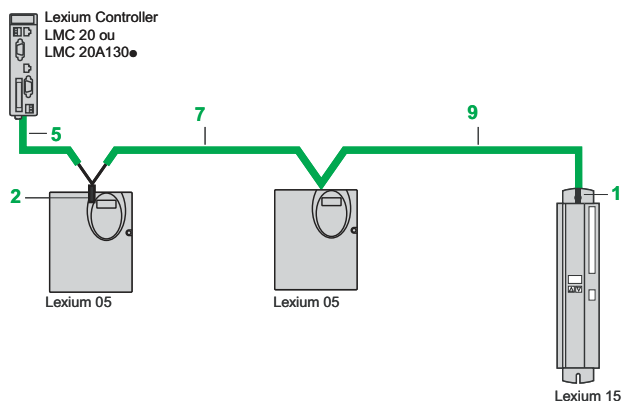 Lexium Controller
LMC 20 ou
LMC 20A130●
5
7
9
2
1
Lexium 05
Lexium 05
Lexium 15